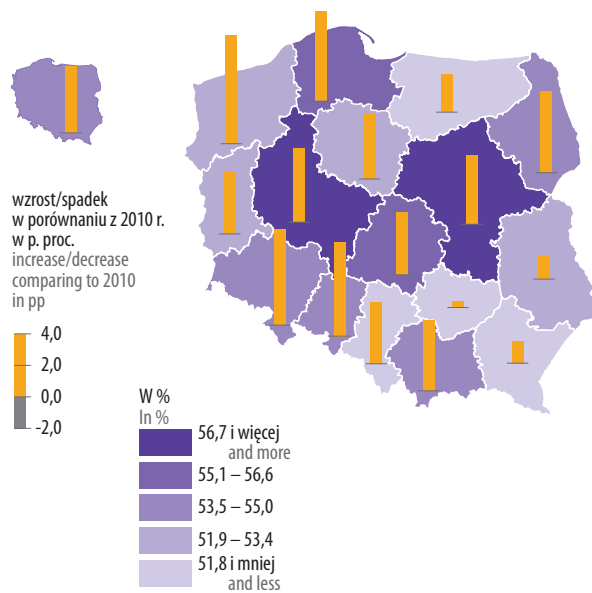 wzrost/spadek
w porównaniu z 2010 r.
w p. proc.
increase/decrease
comparing to 2010
in pp
4,0
2,0
0,0
-2,0
W %
In %
56,7 i więcej
and more
55,1 – 56,6
53,5 – 55,0
51,9 – 53,4
51,8 i mniej
and less